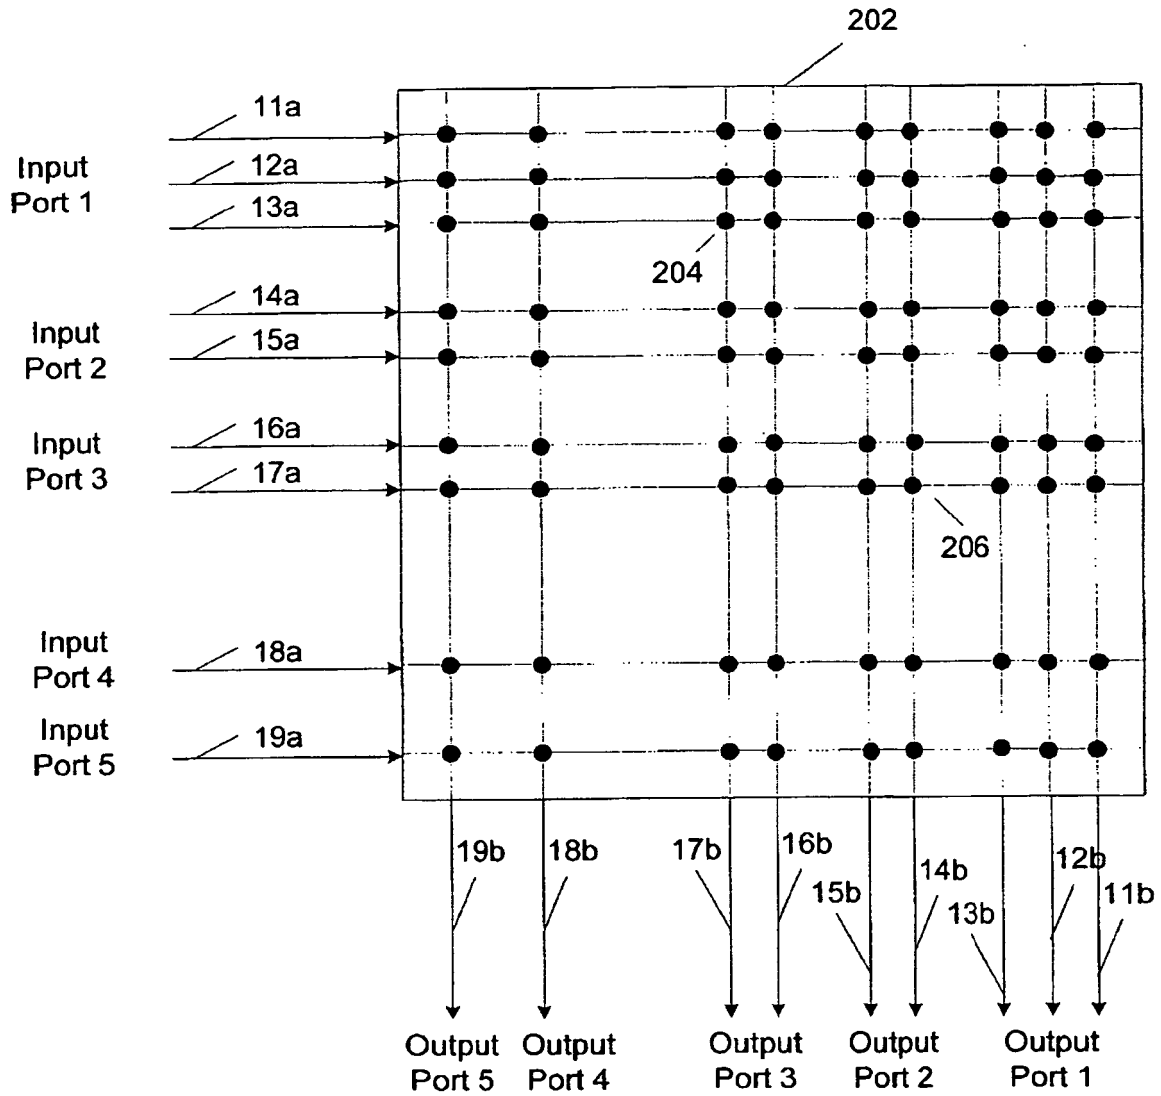 202
11a
Input
Port 1
12a
13a
204
14a
Input
Port 2
15a
Input
Port 3
16a
17a
206
Input
Port 4
18a
Input
Port 5
19a
19b
18b
17b
16b
15b
14b
13b
12b
11b
Output
Port 5
Output
Port 4
Output
Port 3
Output
Port 2
Output
Port 1